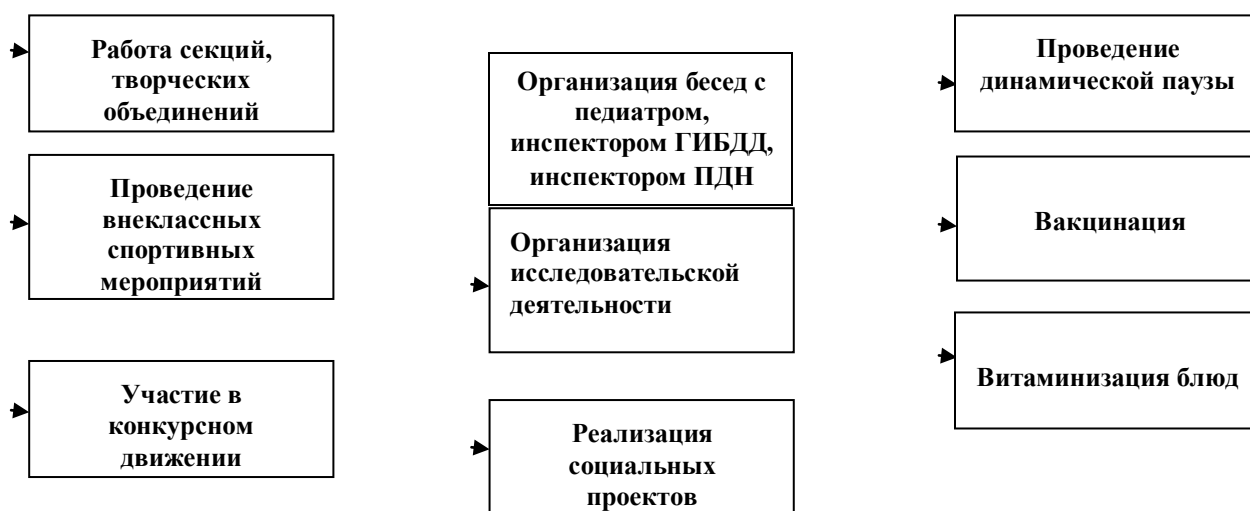 Работа секций,
творческих
объединений
Проведение
внеклассных
спортивных
мероприятий
Участие в
конкурсном
движении
Организация бесед с
педиатром,
инспектором ГИБДД,
инспектором ПДН
Организация
исследовательской
деятельности
Реализация
социальных
проектов
Проведение
динамической паузы
Вакцинация
Витаминизация блюд